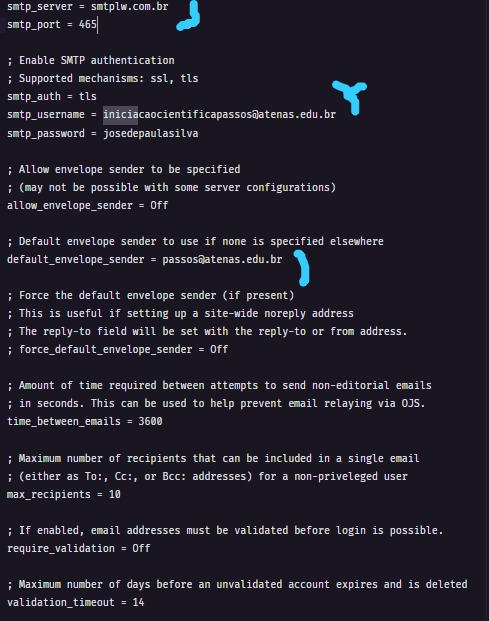 smtp_server = smtplw.com.br
smtp_port = 465
; Enable SMTP authentication
; Supported mechanisms: ssl, tls
smtp_auth = tls
smtp_username = iniciacaocientificapassos@atenas.edu.br
smtp_password = josedepaulasilva
; Allow envelope sender to be specified
; (may not be possible with some server configurations)
allow_envelope_sender = Off
; Default envelope sender to use if none is specified elsewhere
default_envelope_sender = passos@atenas.edu.br
; Force the default envelope sender (if present)
; This is useful if setting up a site-wide noreply address
; The reply-to field will be set with the reply-to or from address.
; force_default_envelope_sender = Off
; Amount of time required between attempts to send non-editorial emails
; in seconds. This can be used to help prevent email relaying via OJS.
time_between_emails = 3600
; Maximum number of recipients that can be included in a single email
; (either as To:, Cc:, or Bcc: addresses) for a non-priveleged user
max_recipients = 10
; If enabled, email addresses must be validated before login is possible.
require_validation = Off
; Maximum number of days before an unvalidated account expires and is deleted
validation_timeout = 14